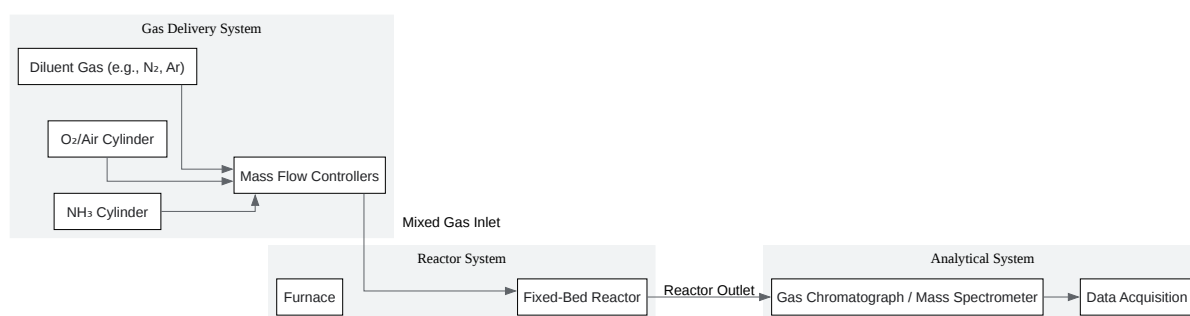 Gas Delivery System
Diluent Gas (e.g., N₂, Ar)
O₂/Air Cylinder
Mass Flow Controllers
NH₃ Cylinder
Mixed Gas Inlet
Reactor System
Analytical System
Furnace
Fixed-Bed Reactor
Reactor Outlet
Gas Chromatograph / Mass Spectrometer
Data Acquisition